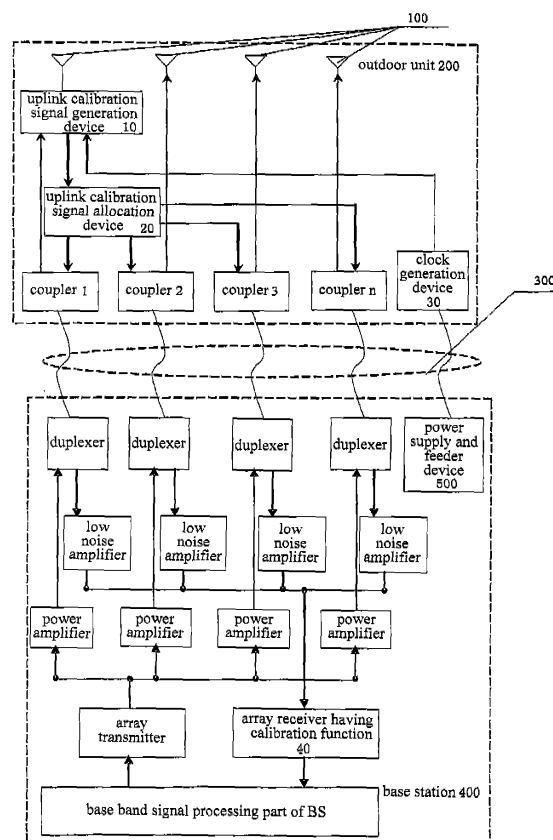 100
outdoor unit 200
uplink calibration
signal generation
device 10
uplink calibration
signal allocation
device
20
coupler 1
coupler 2
coupler 3
coupler n
clock
generation
device
30
300
duplexer
duplexer
duplexer
duplexer
power
supply and
feeder
device
500
low
noise
amplifier
low
noise
amplifier
low
noise
amplifier
low
noise
amplifier
power
amplifier
power
amplifier
power
amplifier
power
amplifier
array
transmitter
array receiver having
calibration function
40
base station 400
base band signal processing part of BS